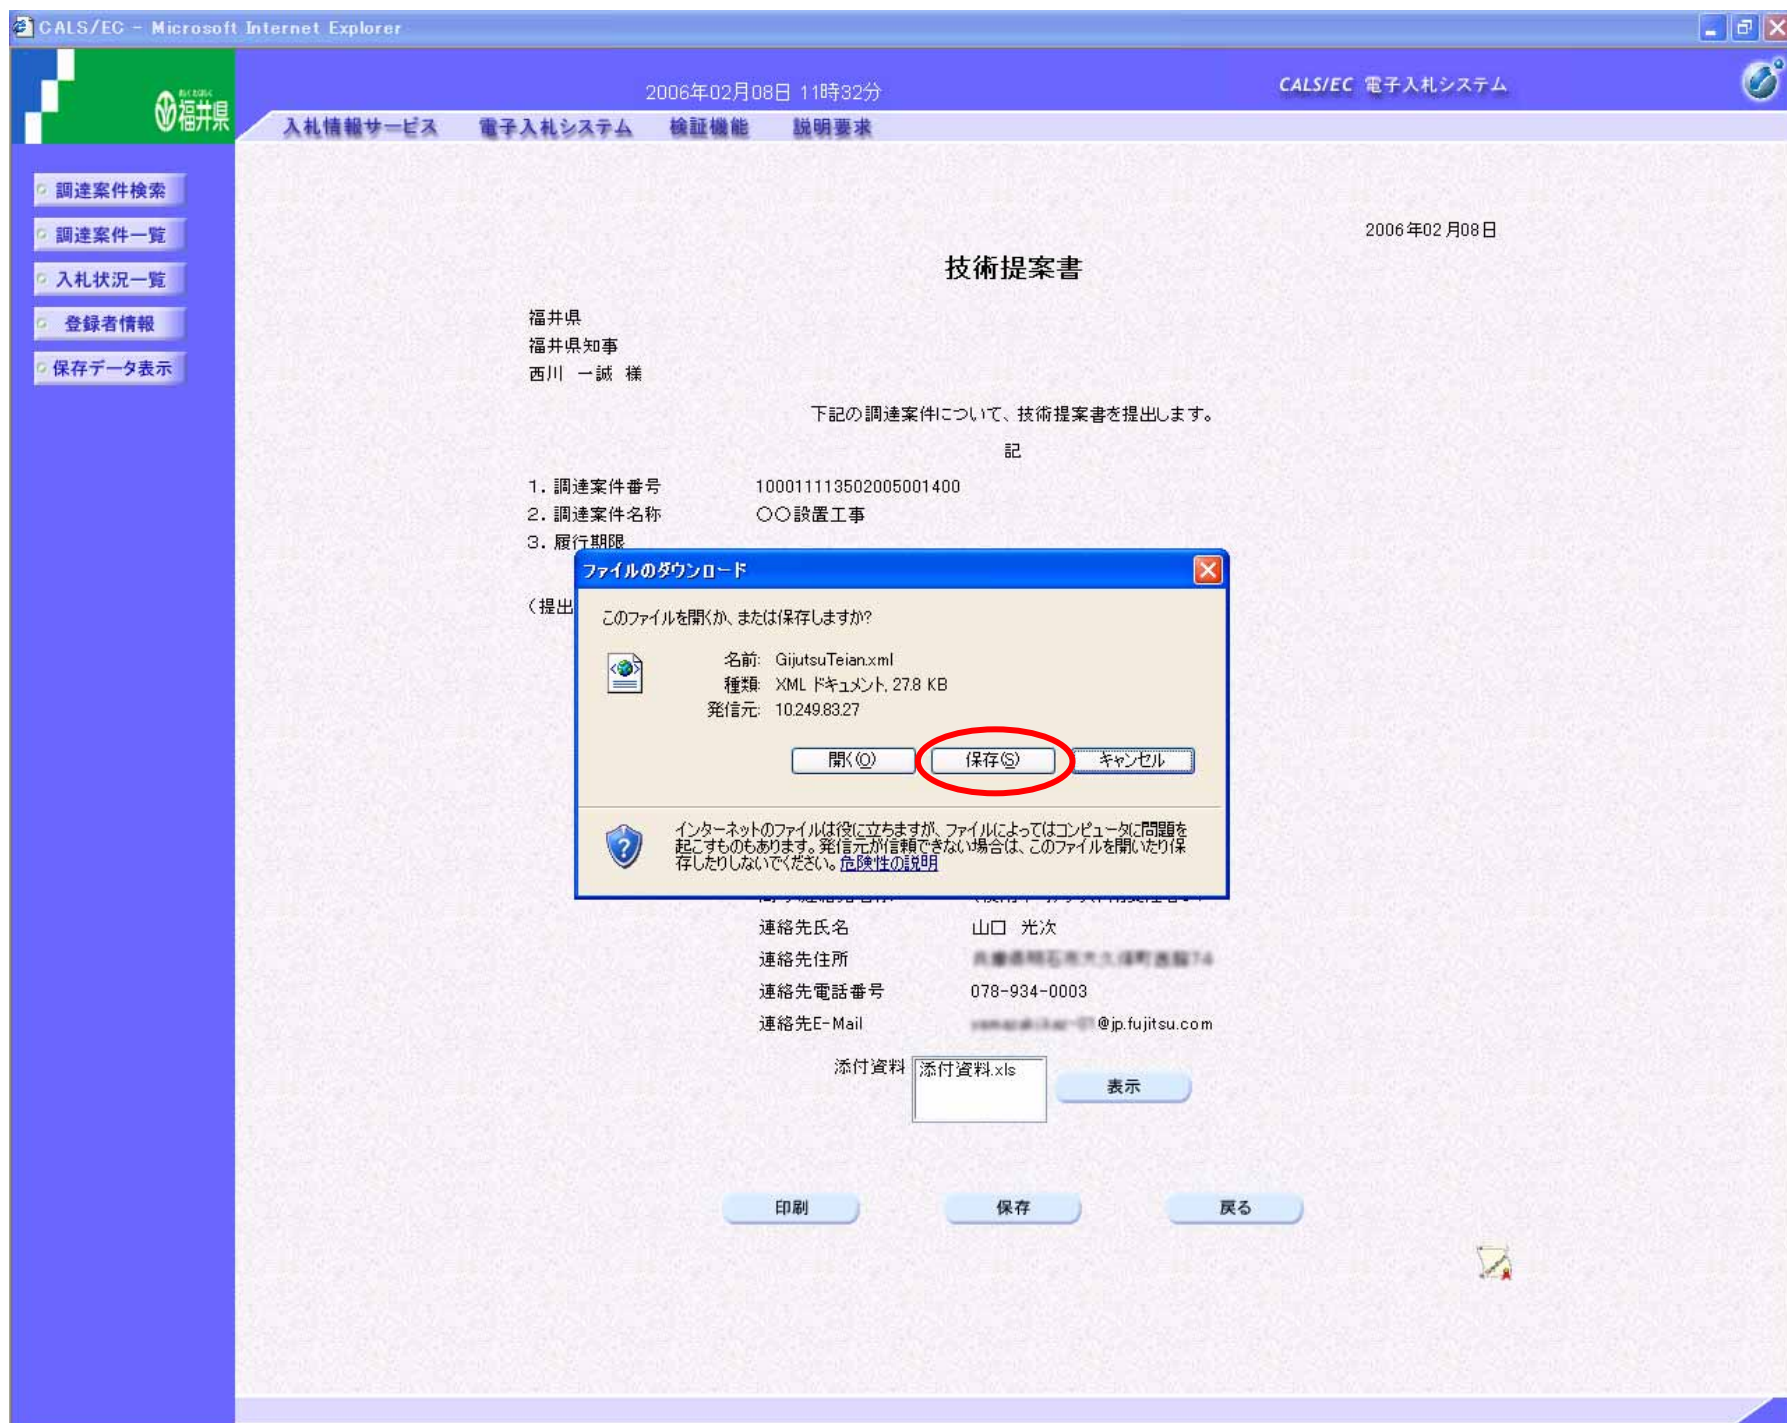 CALS/EC - Microsoft Internet Explorer
福井県
2006年02月08日 11時32分
CALS/EC 電子入札システム
入札情報サービス 電子入札システム 検証機能 説明要求
調達案件検索
調達案件一覧
入札状況一覧
登録者情報
保存データ表示
2006年02月08日
技術提案書
福井県
福井県知事
西川 一誠 様
下記の調達案件について、技術提案書を提出します。
記
1. 調達案件番号 100011113502005001400
2. 調達案件名称 〇〇設置工事
3. 履行期限
(提出
ファイルのダウンロード
このファイルを開くか、または保存しますか?
名前: GijutsuTeian.xml
種類: XML ドキュメント, 27.8 KB
発信元: 10.249.83.27
開く(O) 保存(S) キャンセル
インターネットのファイルは役に立ちますが、ファイルによってはコンピュータに問題を
起こすものもあります。発信元が信頼できない場合は、このファイルを開いたり保
存したりしないでください。危険性の説明
連絡先氏名 山口 光次
連絡先住所
連絡先電話番号 078-934-0003
連絡先E-Mail @jp.fujitsu.com
添付資料 添付資料.xls 表示
印刷 保存 戻る